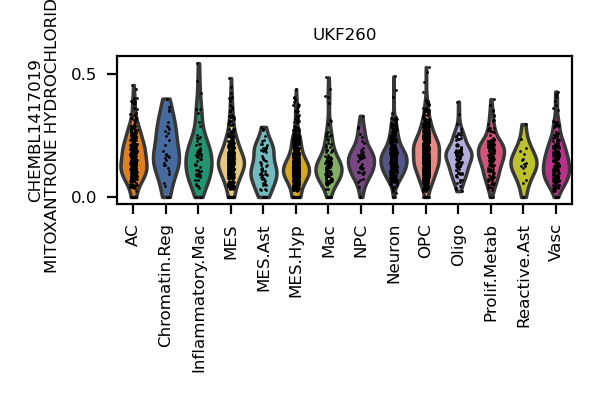 UKF260
CHEMBL1417019
MITOXANTRONE HYDROCHLORID
0.5
0.0
AC
Chromatin.Reg
Inflammatory.Mac
MES
MES.Ast
MES.Hyp
Mac
NPC
Neuron
OPC
Oligo
Prolif.Metab
Reactive.Ast
Vasc